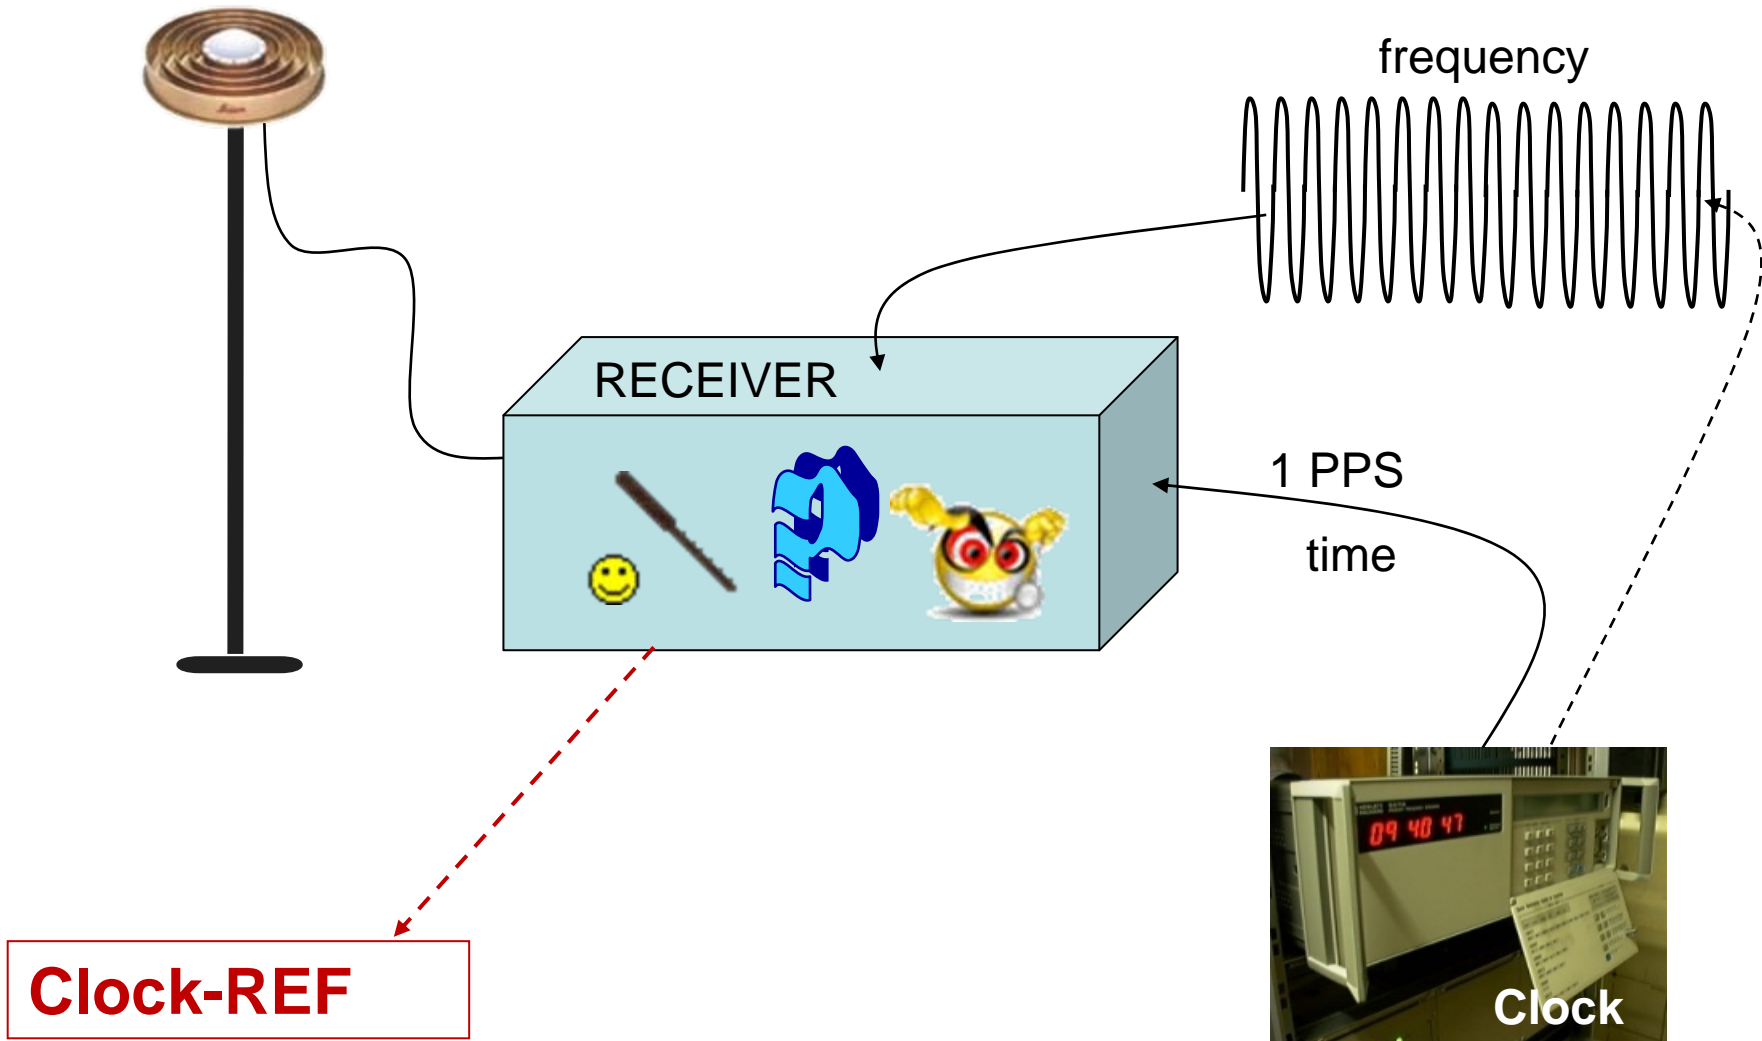 frequency
RECEIVER
1 PPS
time
09 40 47
Clock
Clock-REF